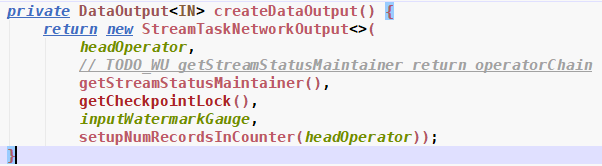 private DataOutput<IN> createDataOutput() {
return new StreamTaskNetworkOutput<>(
headOperator,
// TODO_WU getStreamStatusMaintainer return operatorChain
getStreamStatusMaintainer(),
getCheckpointLock(),
inputWatermarkGauge,
setupNumRecordsInCounter(headOperator));
}